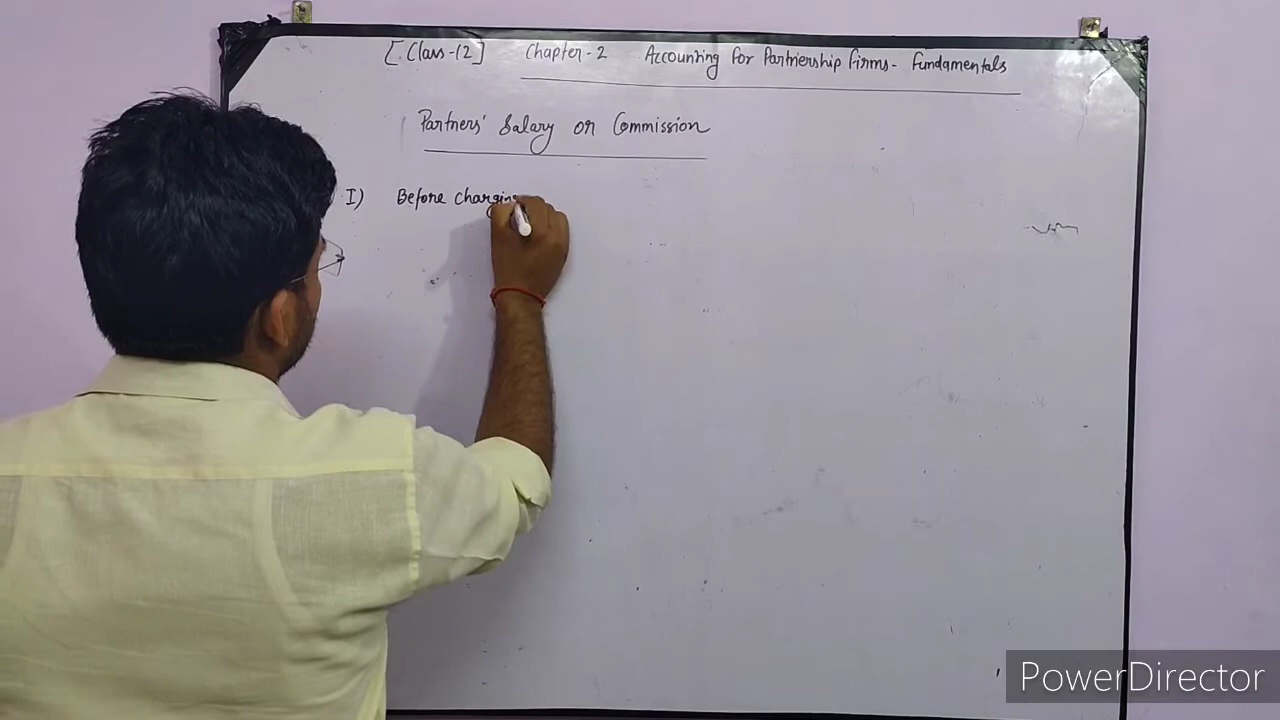 [Class-12] Chapter-2 Accounting for Partnership Firms- Fundamentals
Partners' Salary or Commission
I) Before charging
PowerDirector